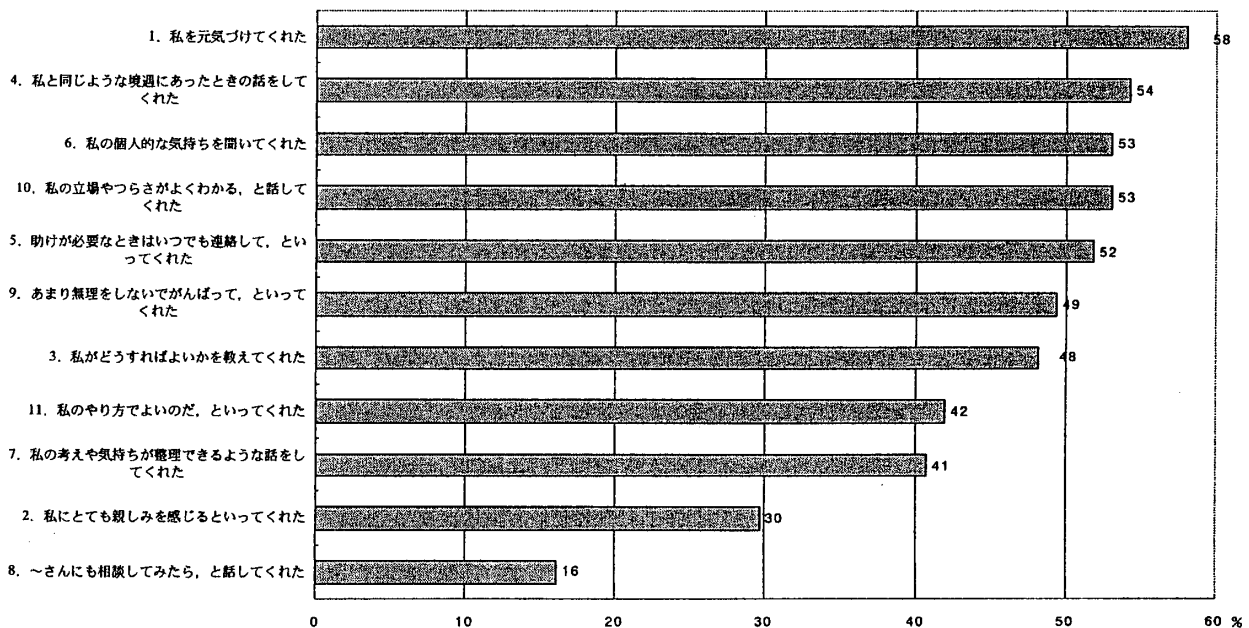 1. 私を元気づけてくれた
58
4. 私と同じような境遇にあったときの話をして
くれた
54
6. 私の個人的な気持ちを聞いてくれた
53
10. 私の立場やつらさがよくわかる，と話して
くれた
53
5. 助けが必要なときはいつでも連絡して，とい
ってくれた
52
9. あまり無理をしないでがんばって，といって
くれた
49
3. 私がどうすればよいかを教えてくれた
48
11. 私のやり方でよいのだ，といってくれた
42
7. 私の考えや気持ちが整理できるような話をし
てくれた
41
2. 私にとても親しみを感じるといってくれた
30
8. ～さんにも相談してみたら，と話してくれた
16
0 10 20 30 40 50 60 %